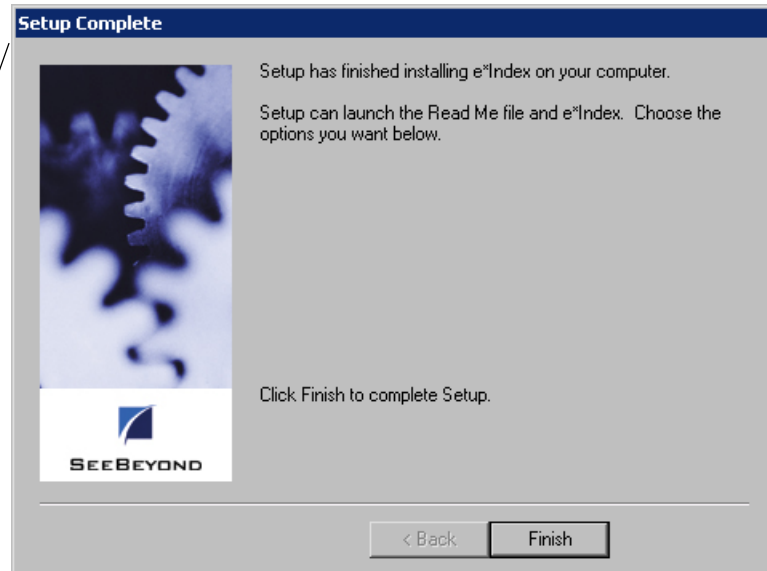 Setup Complete
Setup has finished installing e*Index on your computer.
Setup can launch the Read Me file and e*Index.  Choose the
options you want below.
Click Finish to complete Setup.
SEEBEYOND
< Back
Finish